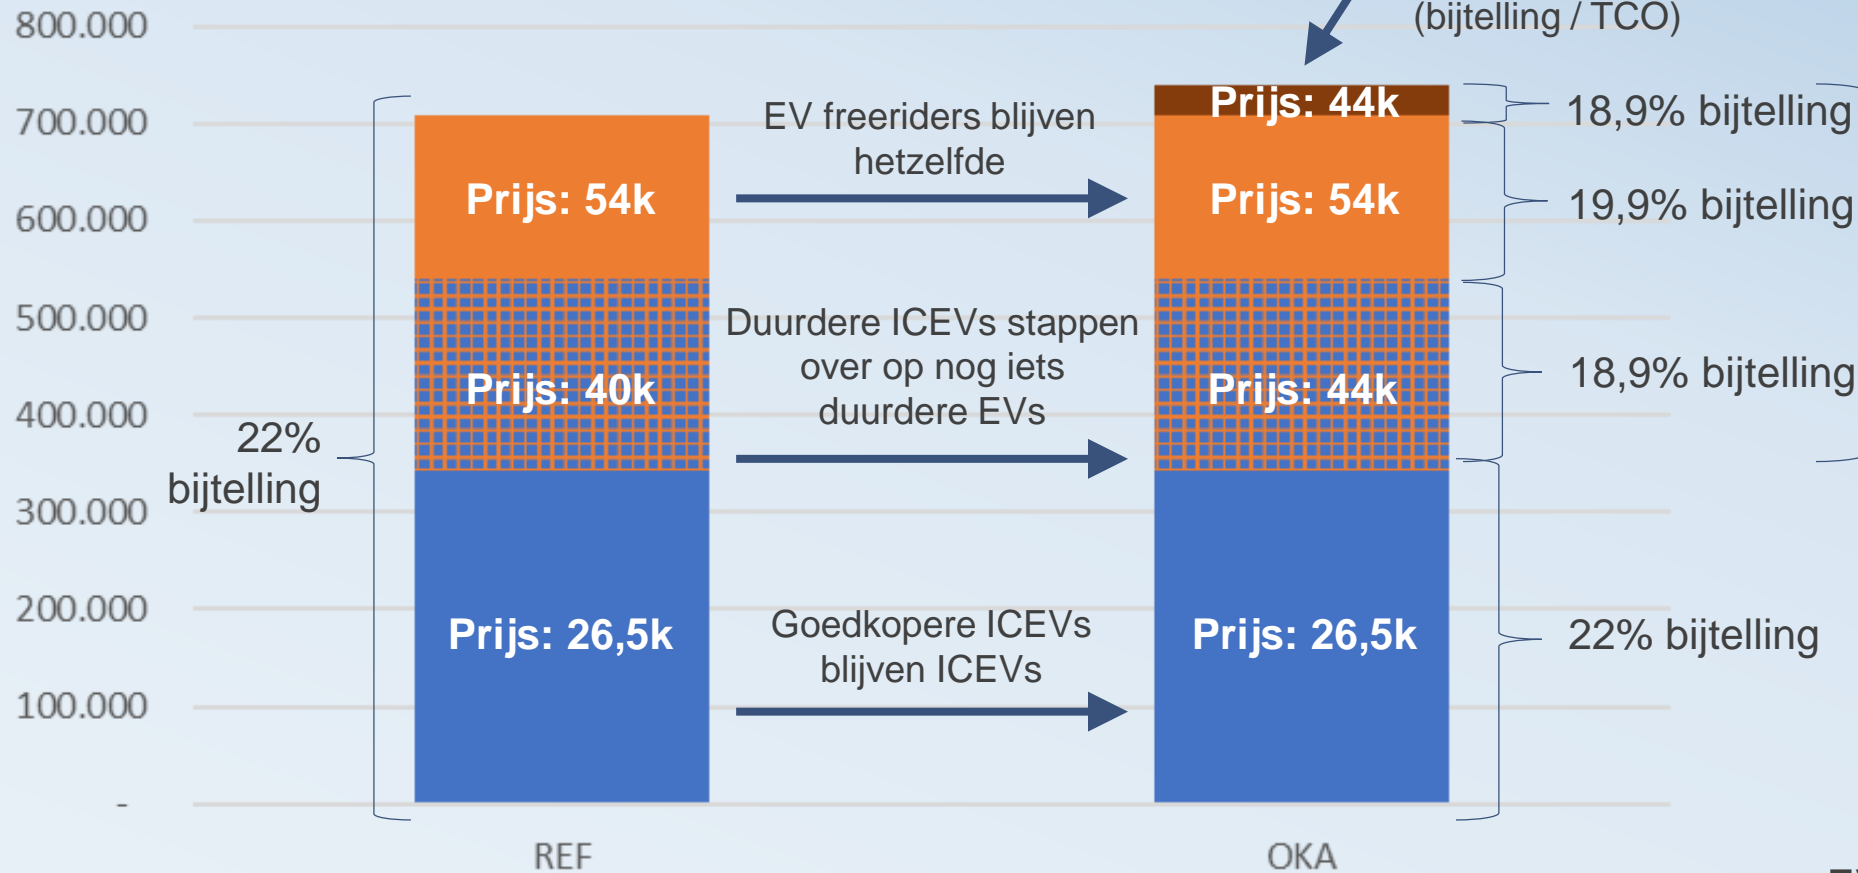 (bijtelling / TCO)
800.000
700.000
600.000
500.000
400.000
300.000
200.000
100.000
-
22%
bijtelling
Prijs: 54k
Prijs: 40k
Prijs: 26,5k
REF
EV freeriders blijven
hetzelfde
Duurdere ICEVs stappen
over op nog iets
duurdere EVs
Goedkopere ICEVs
blijven ICEVs
Prijs: 44k
Prijs: 54k
Prijs: 44k
Prijs: 26,5k
OKA
18,9% bijtelling
19,9% bijtelling
18,9% bijtelling
22% bijtelling